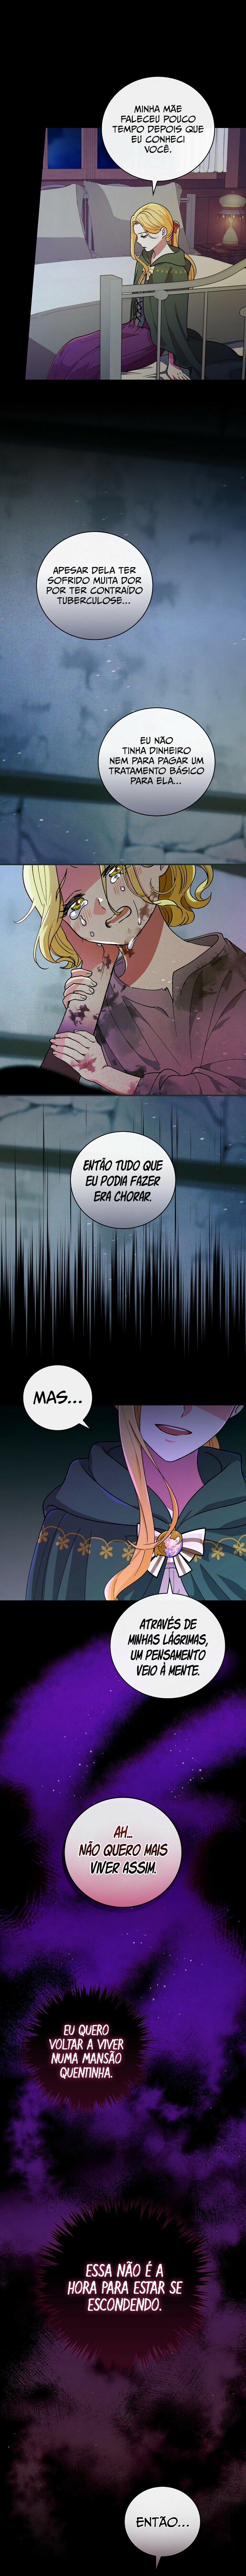 MINHA MÃE
FALECEU POUCO
TEMPO DEPOIS QUE
EU CONHECI
VOCÊ.
APESAR DELA TER
SOFRIDO MUITA DOR
POR TER CONTRAÍDO
TUBERCULOSE...
EU NÃO
TINHA DINHEIRO
NEM PARA PAGAR UM
TRATAMENTO BÁSICO
PARA ELA...
ENTÃO TUDO QUE
EU PODIA FAZER
ERA CHORAR.
MAS...
ATRAVÉS DE
MINHAS LÁGRIMAS,
UM PENSAMENTO
VEIO À MENTE.
AH...
NÃO QUERO MAIS
VIVER ASSIM.
EU QUERO
VOLTAR A VIVER
NUMA MANSÃO
QUENTINHA.
ESSA NÃO É A
HORA PARA ESTAR SE
ESCONDENDO.
ENTÃO...